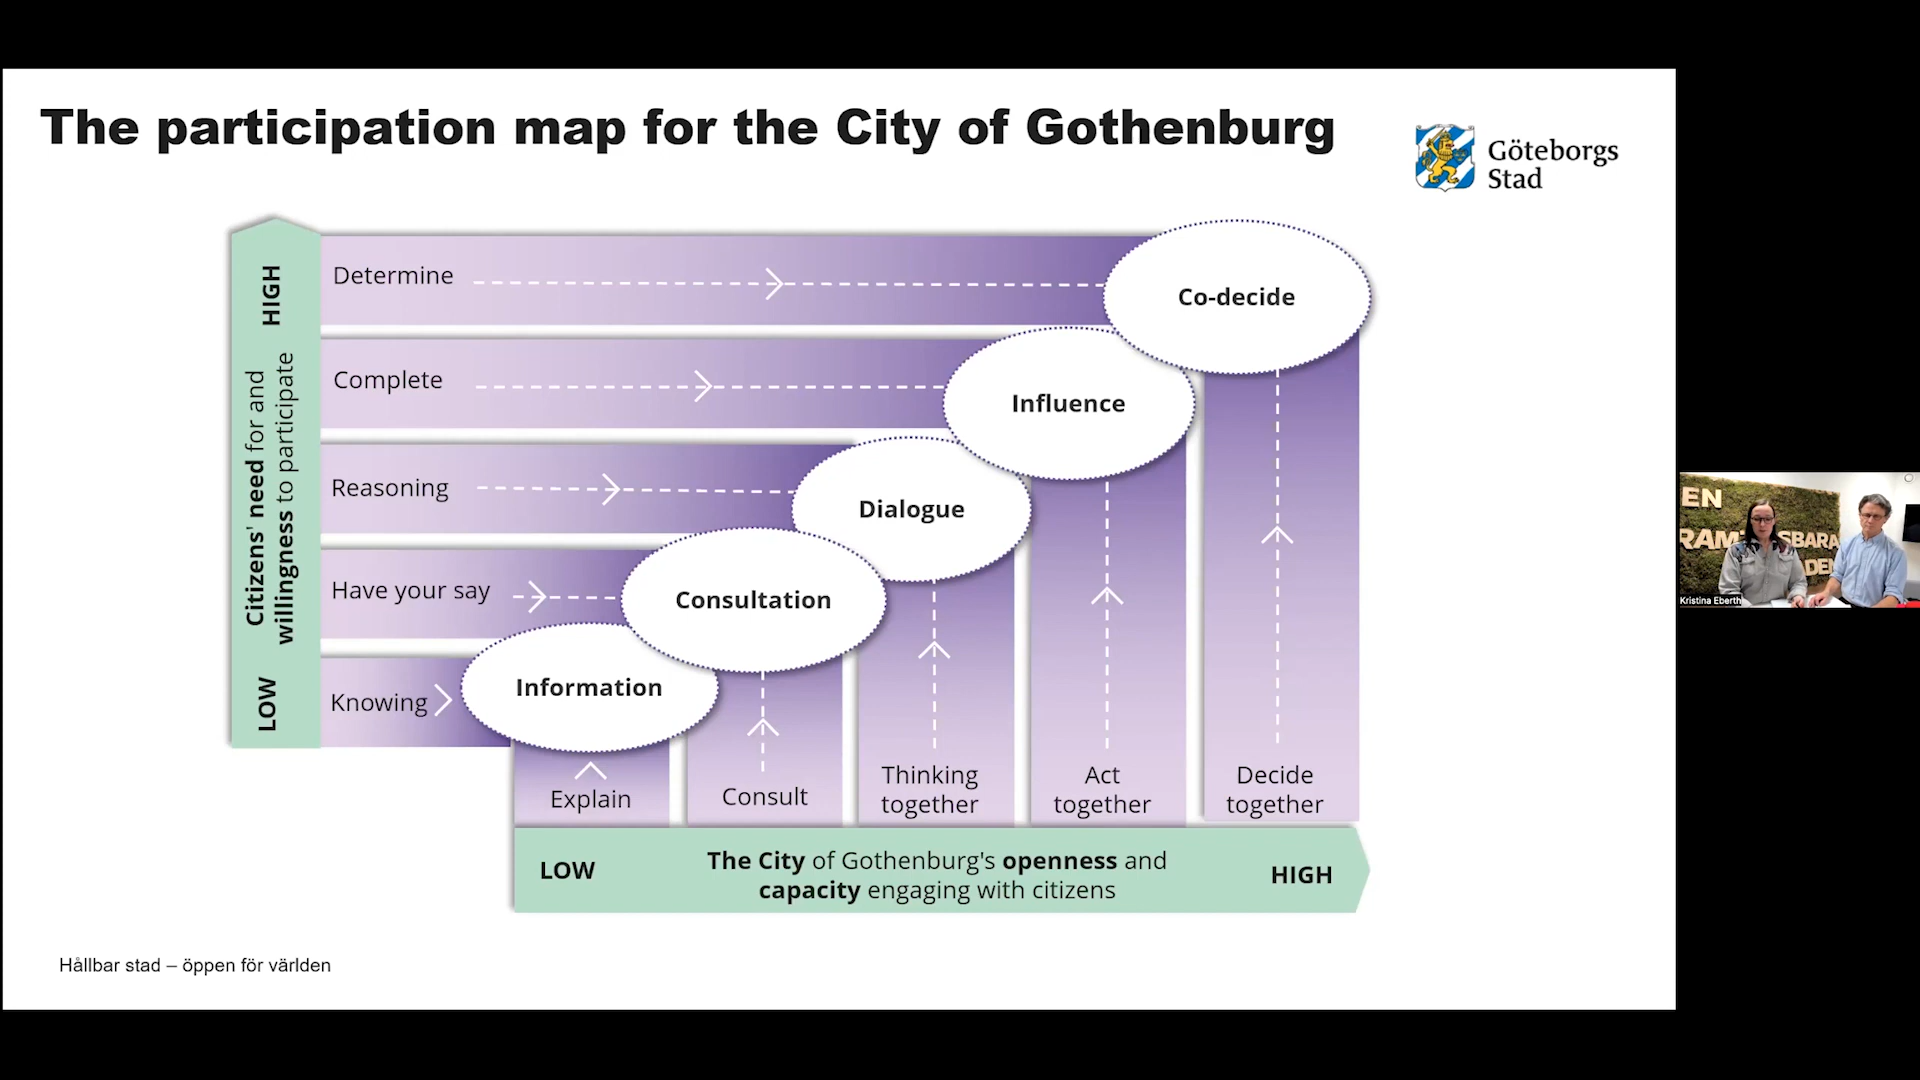 The participation map for the City of Gothenburg
Göteborgs
Stad
HIGH
Citizens' need for and
willingness to participate
LOW
Determine
Complete
Reasoning
Have your say
Knowing
Co-decide
Influence
Dialogue
Consultation
Information
Explain
Consult
Thinking
together
Act
together
Decide
together
LOW
The City of Gothenburg's openness and
capacity engaging with citizens
HIGH
Hållbar stad – öppen för världen
EN
Kristina Eberth